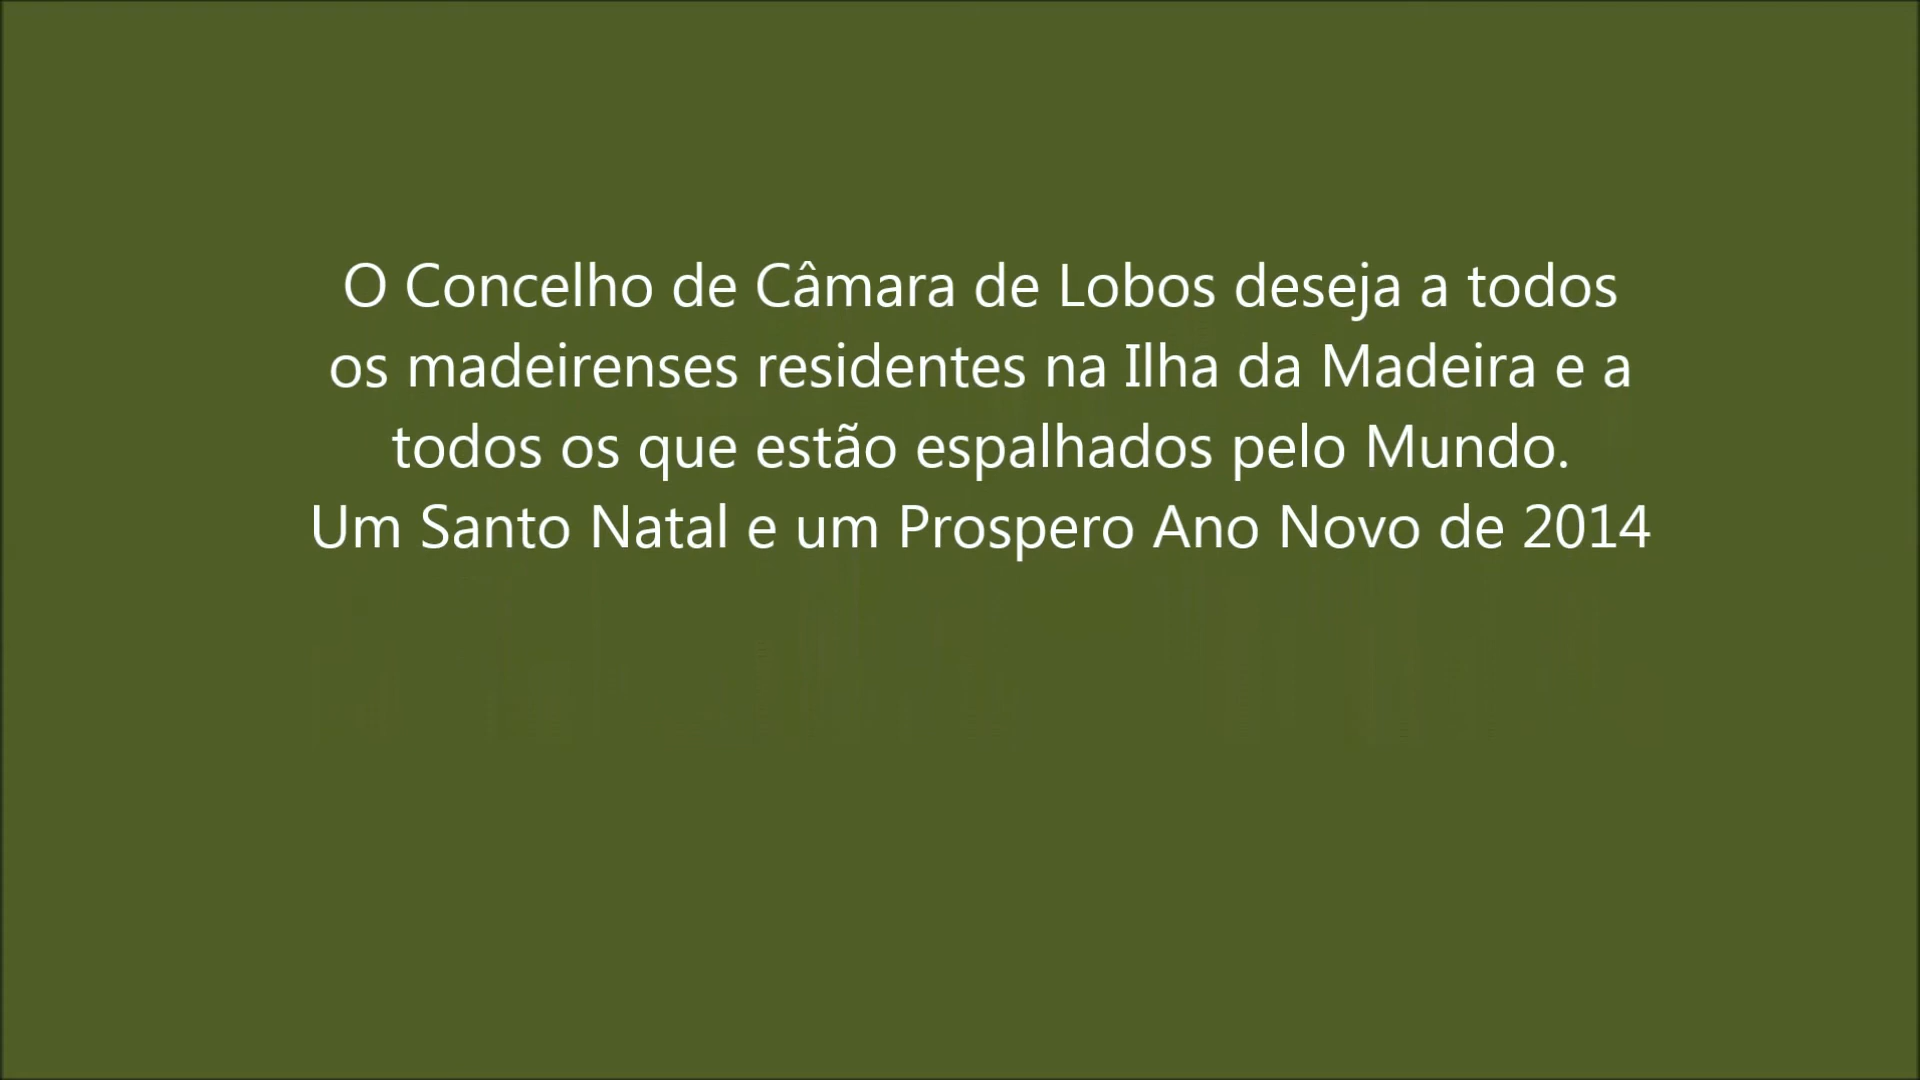 O Concelho de Câmara de Lobos deseja a todos
os madeirenses residentes na Ilha da Madeira e a
todos os que estão espalhados pelo Mundo.
Um Santo Natal e um Prospero Ano Novo de 2014